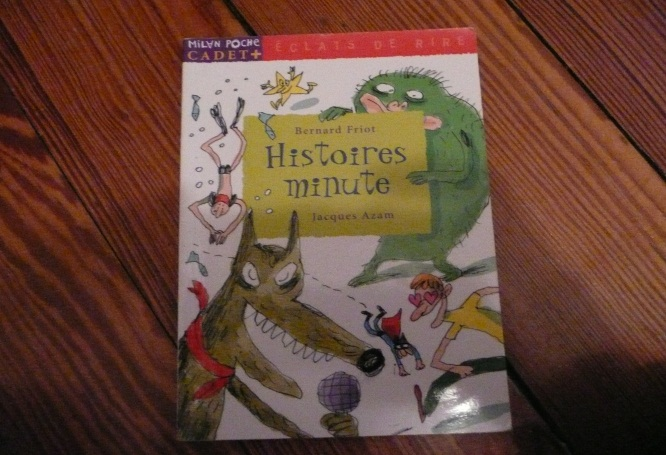 MiLAN POCHE
CADET+
ÉCLATS DE RIRE
Bernard Friot
Histoires
minute
Jacques Azam